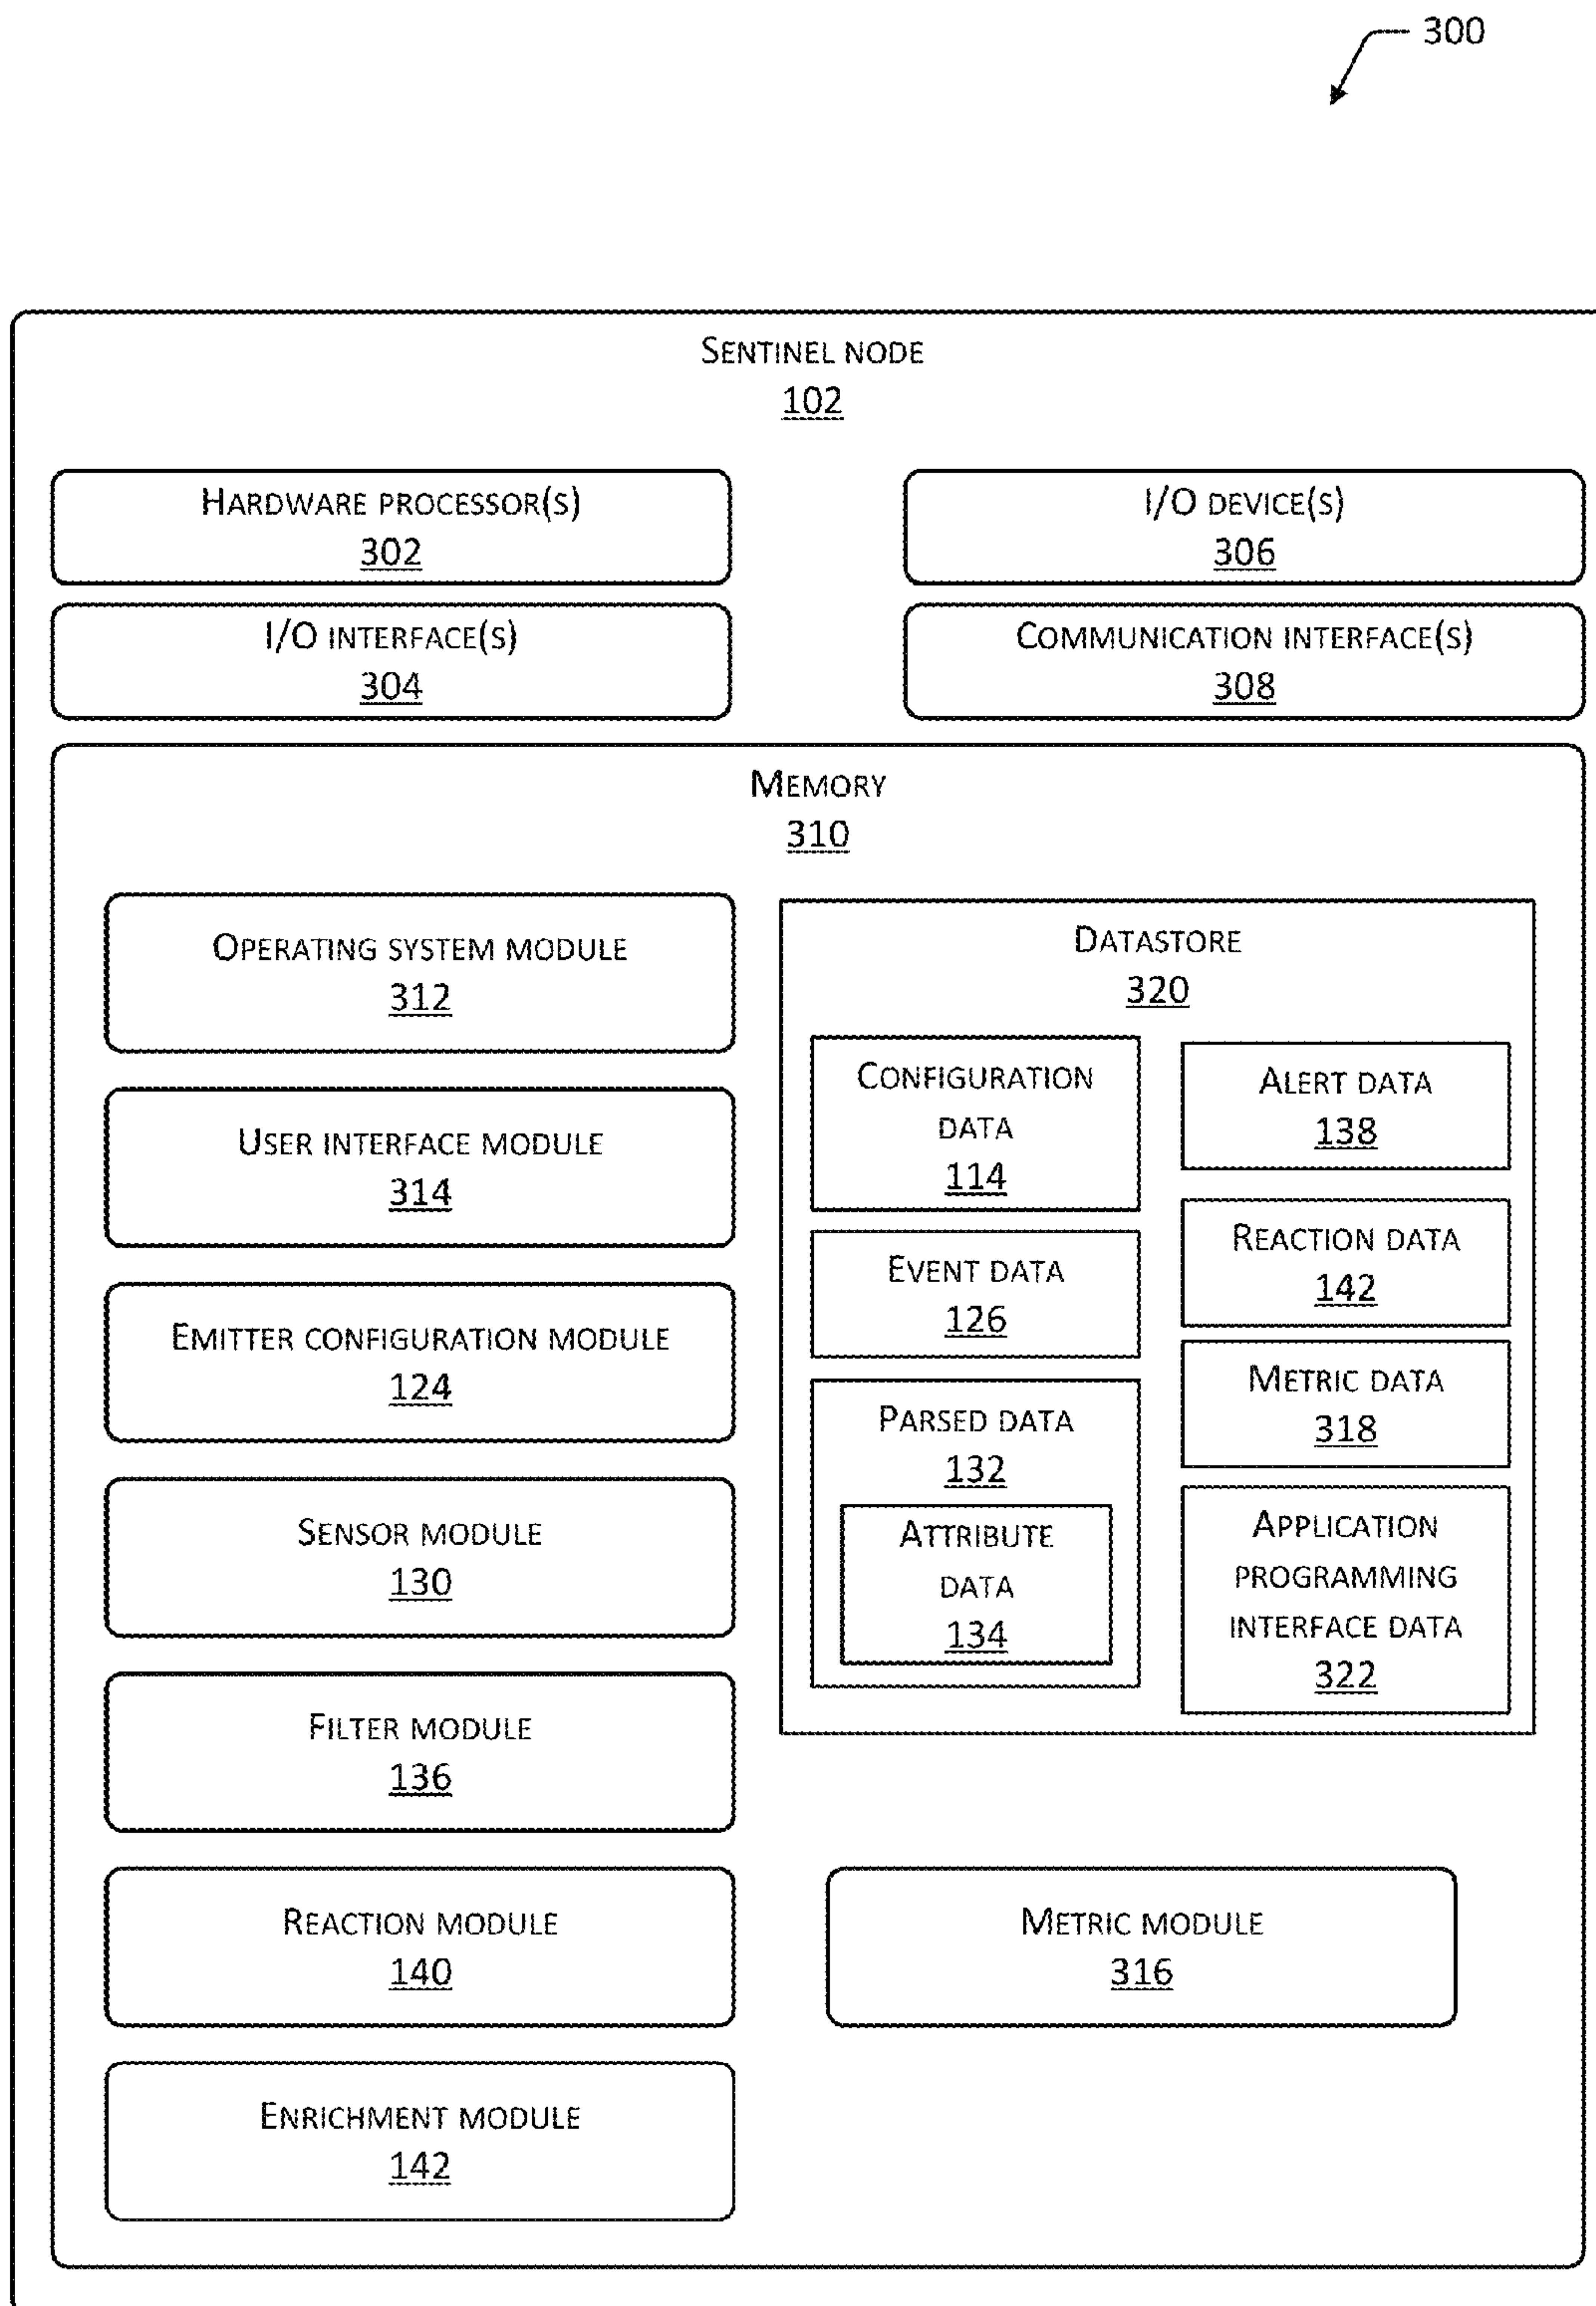 300
SENTINEL NODE
102
HARDWARE PROCESSOR(S)
302
I/O DEVICE(S)
306
I/O INTERFACE(S)
304
COMMUNICATION INTERFACE(S)
308
MEMORY
310
OPERATING SYSTEM MODULE
312
USER INTERFACE MODULE
314
EMITTER CONFIGURATION MODULE
124
SENSOR MODULE
130
FILTER MODULE
136
REACTION MODULE
140
ENRICHMENT MODULE
142
DATASTORE
320
CONFIGURATION
DATA
114
EVENT DATA
126
PARSED DATA
132
ATTRIBUTE
DATA
134
ALERT DATA
138
REACTION DATA
142
METRIC DATA
318
APPLICATION
PROGRAMMING
INTERFACE DATA
322
METRIC MODULE
316